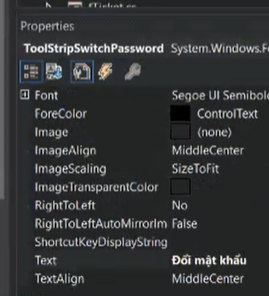 Properties
ToolStripSwitchPassword System.Windows.Fo
Font Segoe UI Semibol
ForeColor ControlText
Image (none)
ImageAlign MiddleCenter
ImageScaling SizeToFit
ImageTransparentColor
RightToLeft No
RightToLeftAutoMirrorIm False
ShortcutKeyDisplayString
Text Đổi mật khẩu
TextAlign MiddleCenter